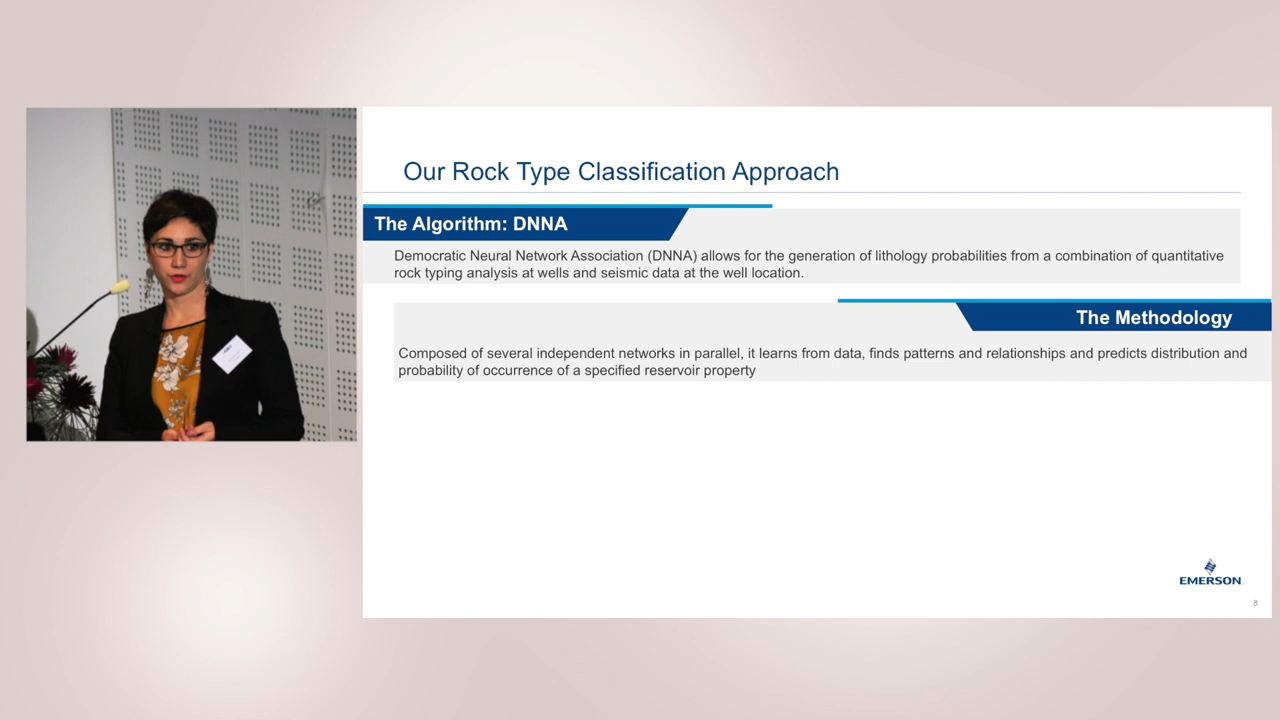 Our Rock Type Classification Approach
The Algorithm: DNNA
Democratic Neural Network Association (DNNA) allows for the generation of lithology probabilities from a combination of quantitative
rock typing analysis at wells and seismic data at the well location.
The Methodology
Composed of several independent networks in parallel, it learns from data, finds patterns and relationships and predicts distribution and
probability of occurrence of a specified reservoir property
EMERSON
8